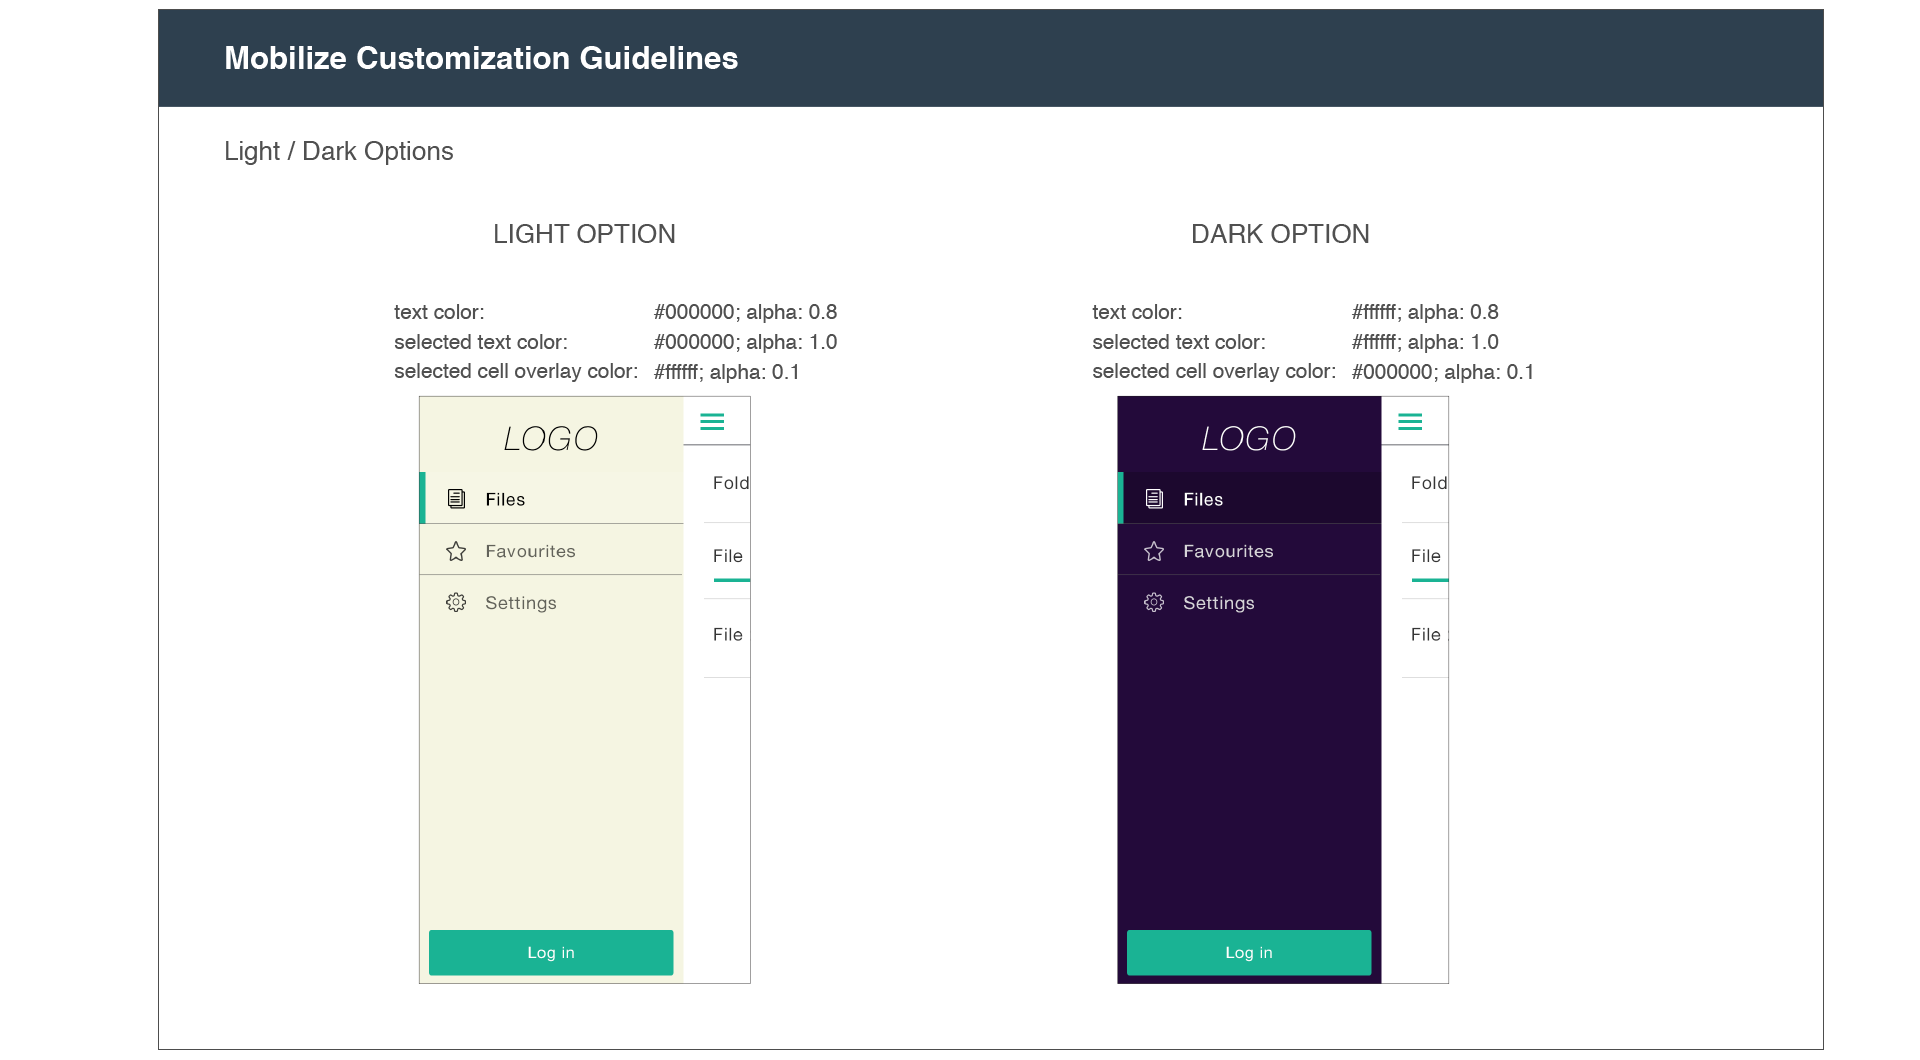 Mobilize Customization Guidelines
Light / Dark Options
LIGHT OPTION
text color: #000000; alpha: 0.8
selected text color: #000000; alpha: 1.0
selected cell overlay color: #ffffff; alpha: 0.1
LOGO
Files
Favourites
Settings
Log in
Fold
File
File
DARK OPTION
text color: #ffffff; alpha: 0.8
selected text color: #ffffff; alpha: 1.0
selected cell overlay color: #000000; alpha: 0.1
LOGO
Files
Favourites
Settings
Log in
Fold
File
File